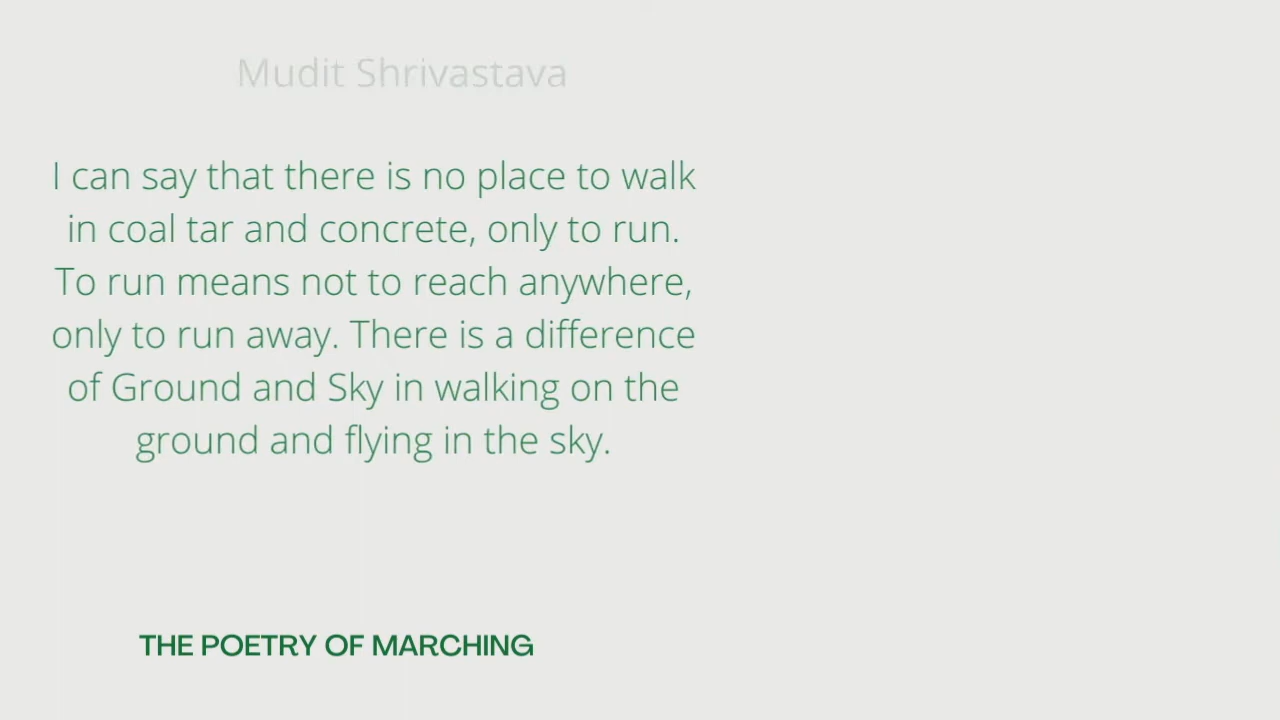 Mudit Shrivastava
I can say that there is no place to walk
in coal tar and concrete, only to run.
To run means not to reach anywhere,
only to run away. There is a difference
of Ground and Sky in walking on the
ground and flying in the sky.
THE POETRY OF MARCHING